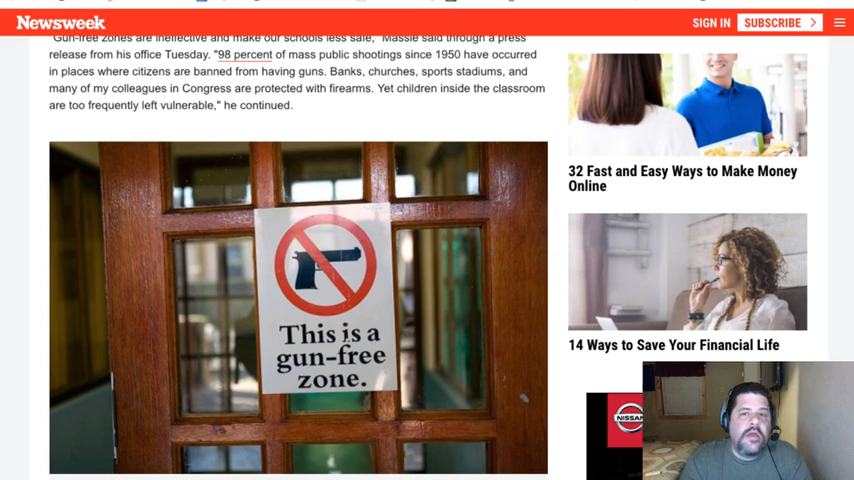 Newsweek
SIGN IN
SUBSCRIBE
"Gun-free zones are ineffective and make our schools less safe," Massie said through a press
release from his office Tuesday. "98 percent of mass public shootings since 1950 have occurred
in places where citizens are banned from having guns. Banks, churches, sports stadiums, and
many of my colleagues in Congress are protected with firearms. Yet children inside the classroom
are too frequently left vulnerable," he continued.
This is a
gun-free
zone.
32 Fast and Easy Ways to Make Money
Online
14 Ways to Save Your Financial Life
NISSAN